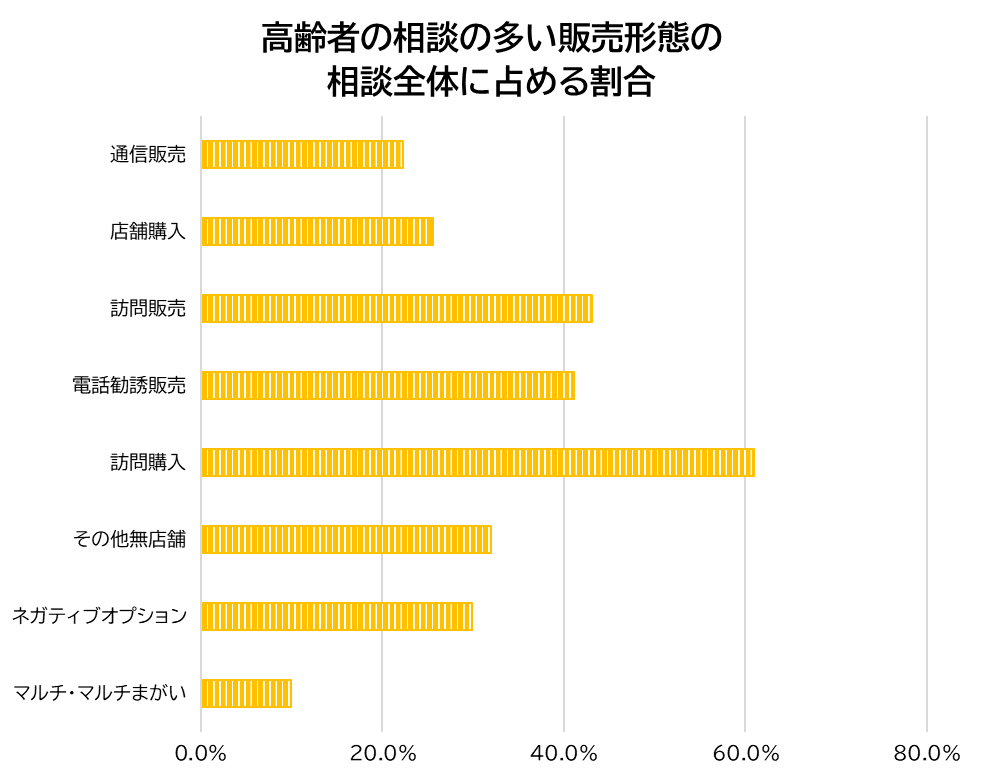 高齢者の相談の多い販売形態の
相談全体に占める割合
通信販売
店舗購入
訪問販売
電話勧誘販売
訪問購入
その他無店舗
ネガティブオプション
マルチ・マルチまがい
0.0% 20.0% 40.0% 60.0% 80.0%